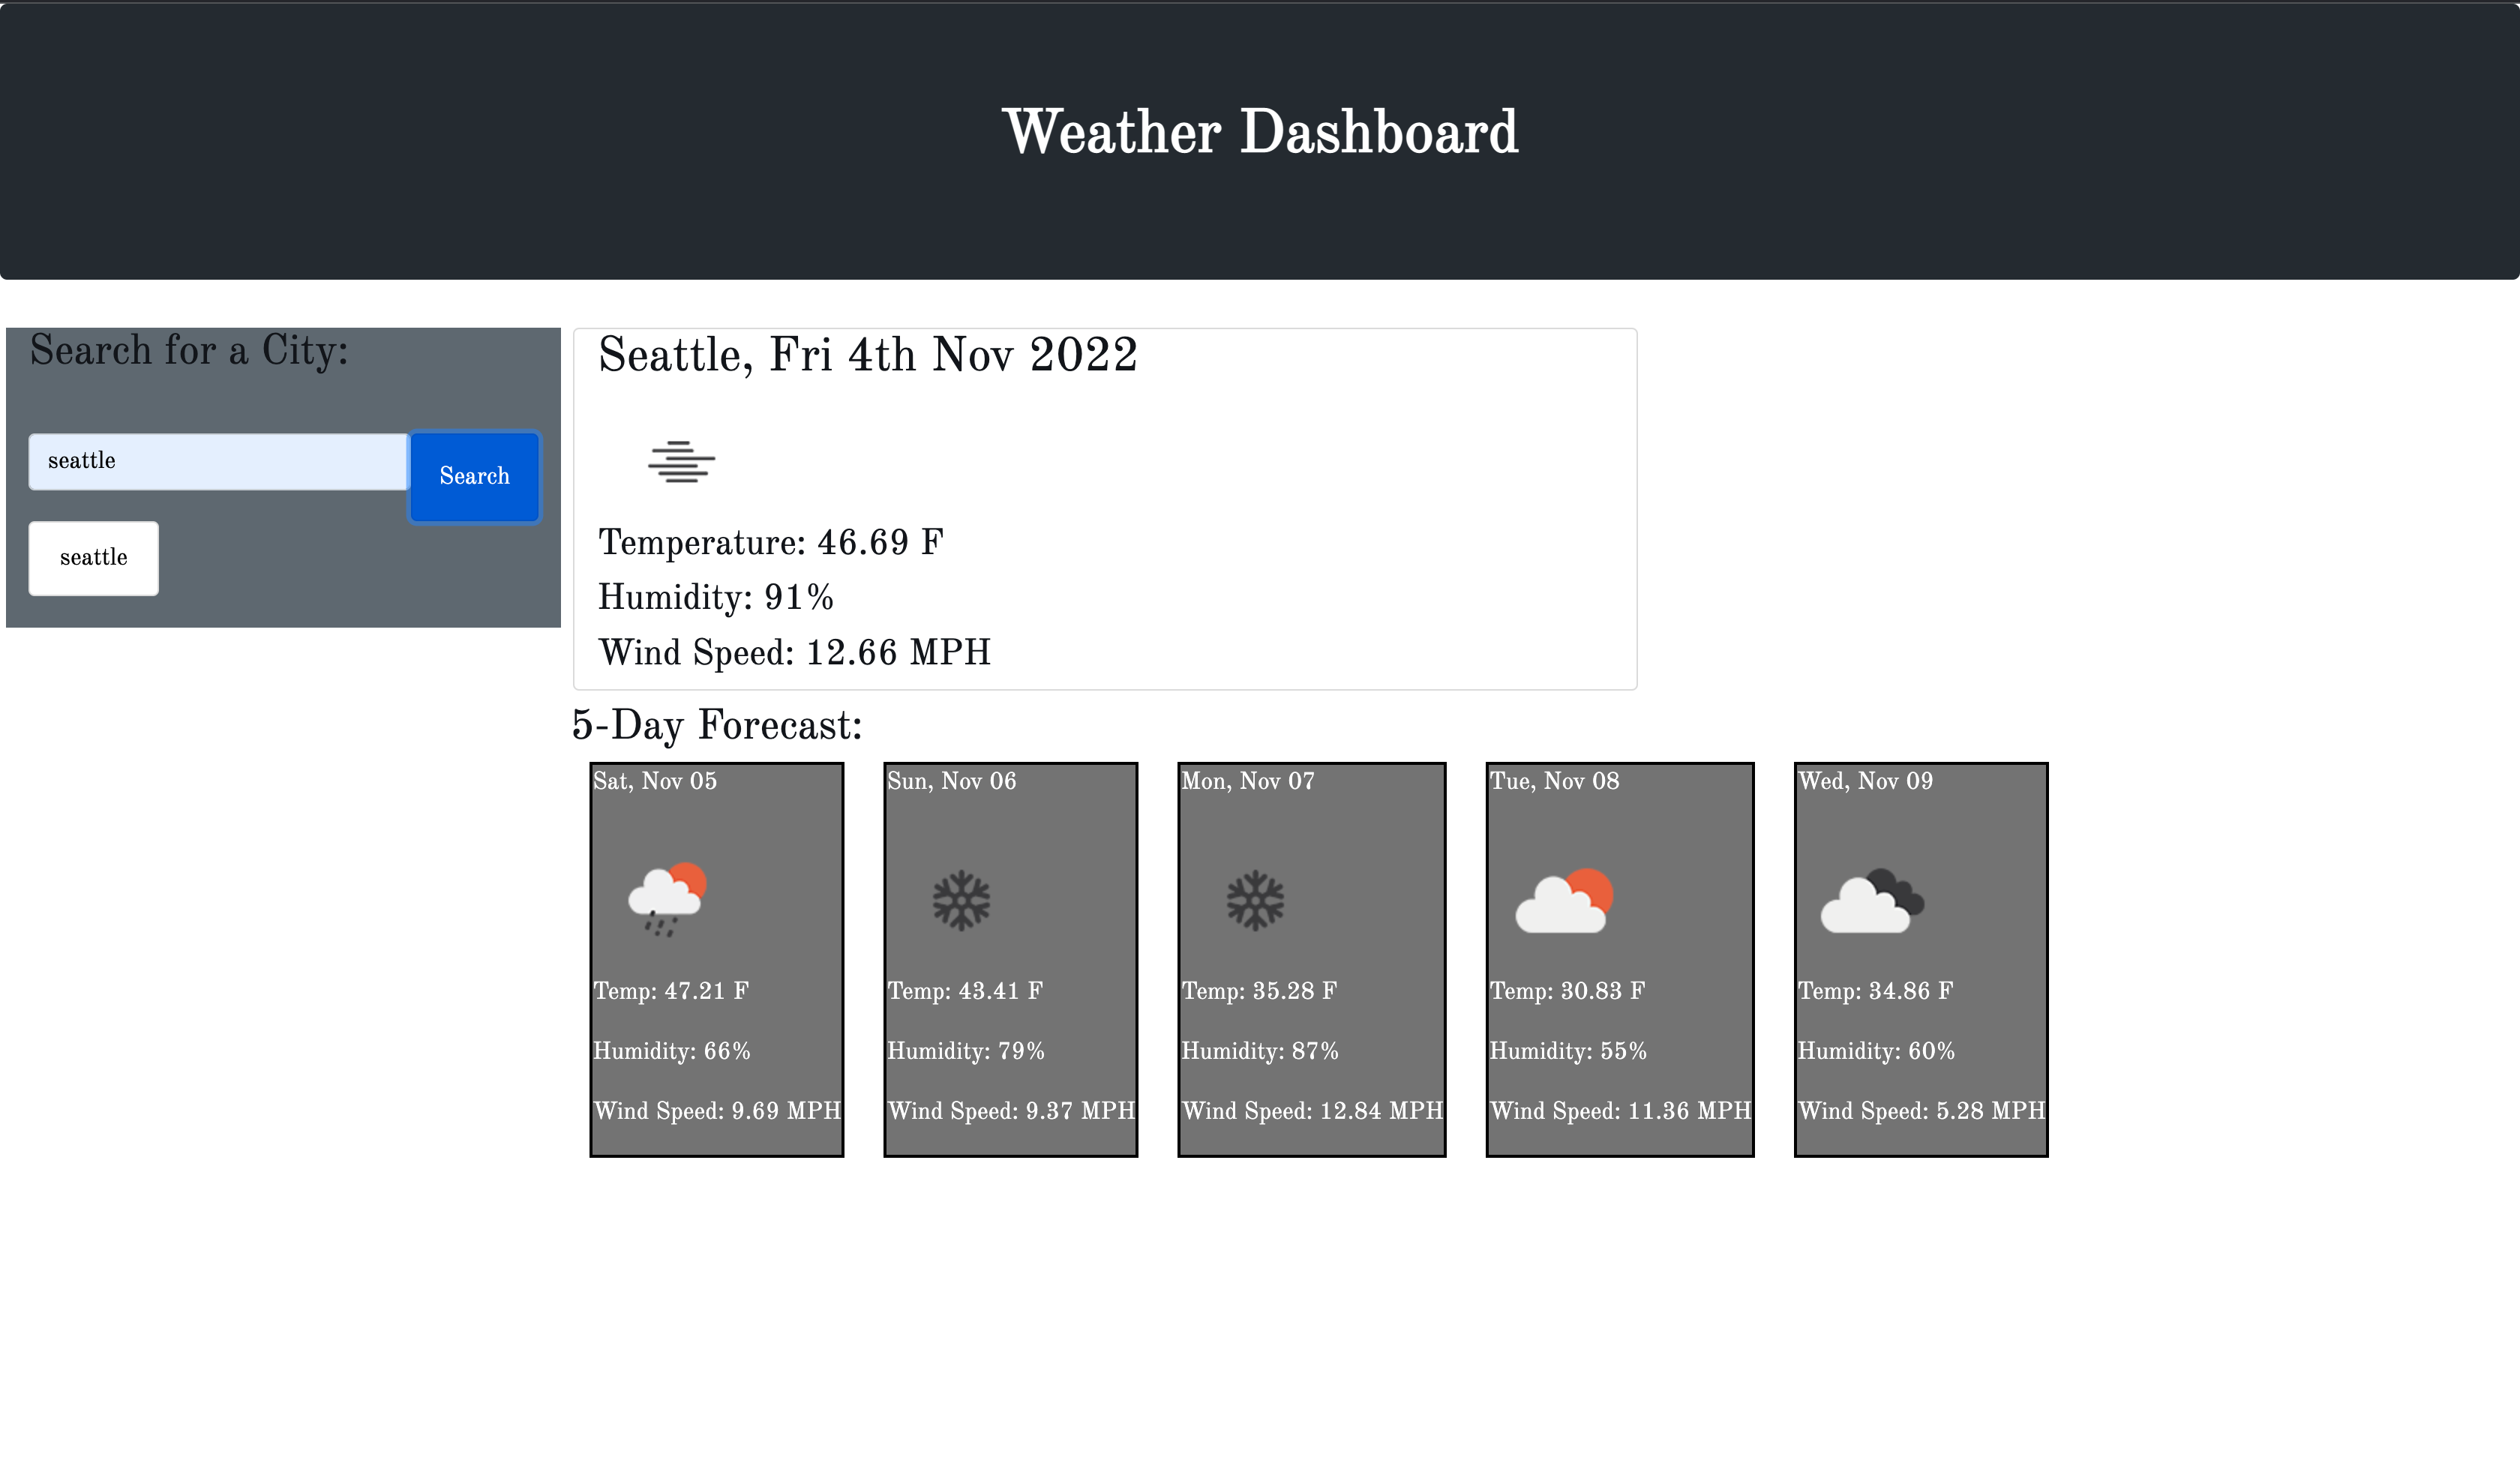 Weather Dashboard
Search for a City:
seattle
Search
seattle
Seattle, Fri 4th Nov 2022
Temperature: 46.69 F
Humidity: 91%
Wind Speed: 12.66 MPH
5-Day Forecast:
Sat, Nov 05
Temp: 47.21 F
Humidity: 66%
Wind Speed: 9.69 MPH
Sun, Nov 06
Temp: 43.41 F
Humidity: 79%
Wind Speed: 9.37 MPH
Mon, Nov 07
Temp: 35.28 F
Humidity: 87%
Wind Speed: 12.84 MPH
Tue, Nov 08
Temp: 30.83 F
Humidity: 55%
Wind Speed: 11.36 MPH
Wed, Nov 09
Temp: 34.86 F
Humidity: 60%
Wind Speed: 5.28 MPH